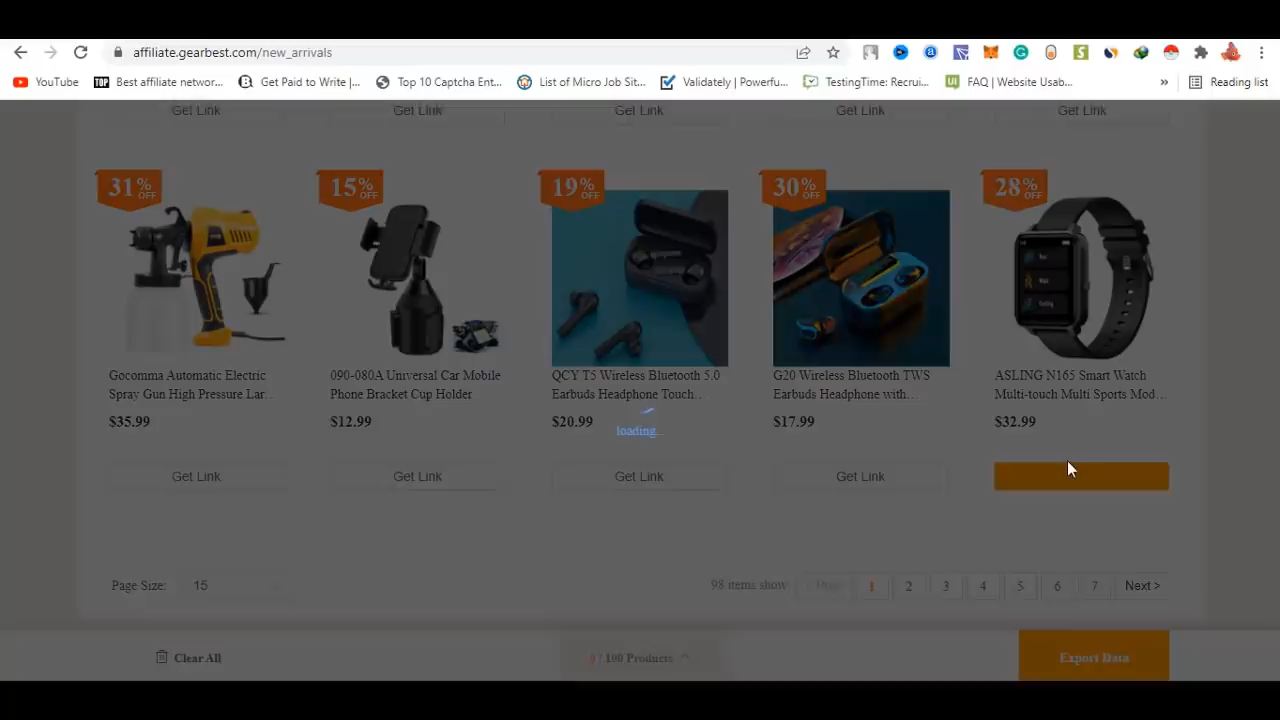 affiliate.gearbest.com/new_arrivals
YouTube
TOP Best affiliate networ...
Get Paid to Write |...
Top 10 Captcha Ent...
List of Micro Job Sit...
Validately | Powerfu...
TestingTime: Recrui...
UI FAQ | Website Usab...
»
Reading list
Get Link
Get Link
Get Link
Get Link
Get Link
31% OFF
15% OFF
19% OFF
30% OFF
28% OFF
Gocomma Automatic Electric
Spray Gun High Pressure Lar...
$35.99
090-080A Universal Car Mobile
Phone Bracket Cup Holder
$12.99
QCY T5 Wireless Bluetooth 5.0
Earbuds Headphone Touch...
$20.99
G20 Wireless Bluetooth TWS
Earbuds Headphone with...
$17.99
ASLING N165 Smart Watch
Multi-touch Multi Sports Mod...
$32.99
loading...
Get Link
Get Link
Get Link
Get Link
Page Size: 15
98 items show
1 2 3 4 5 6 7 Next >
Clear All
/ 100 Products
Export Data